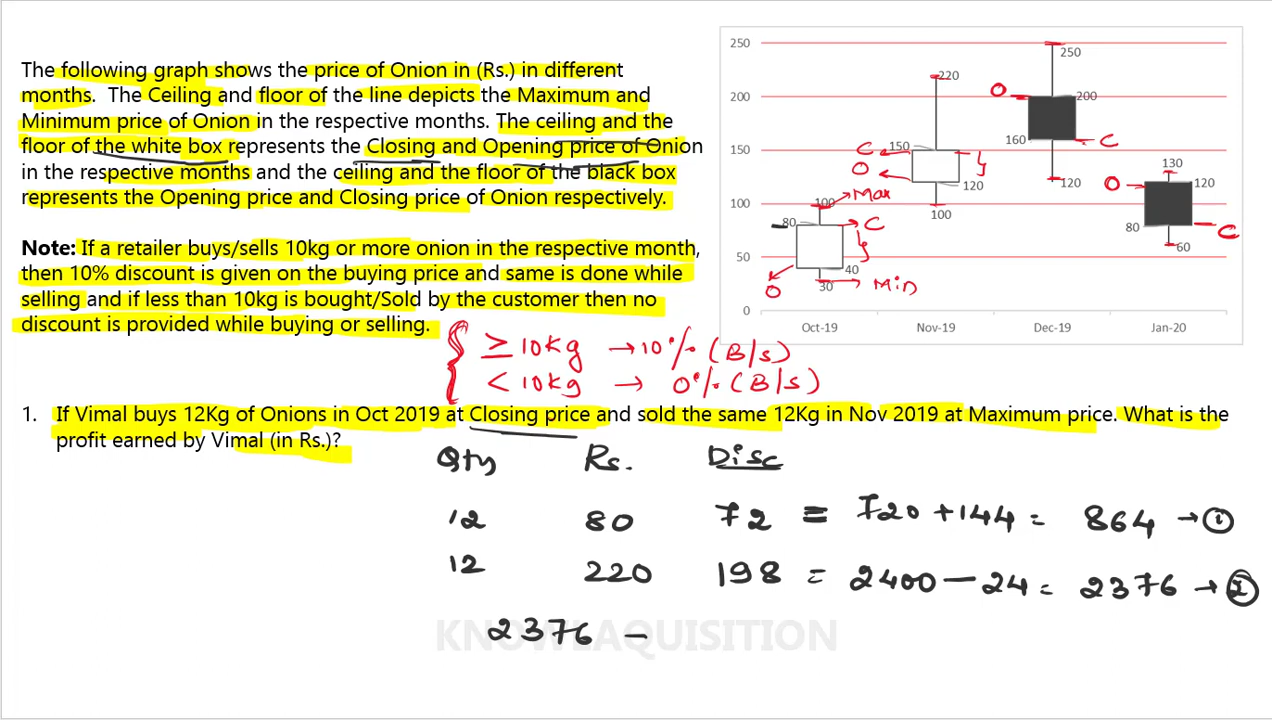 The following graph shows the price of Onion in (Rs.) in different
months. The Ceiling and floor of the line depicts the Maximum and
Minimum price of Onion in the respective months. The ceiling and the
floor of the white box represents the Closing and Opening price of Onion
in the respective months and the ceiling and the floor of the black box
represents the Opening price and Closing price of Onion respectively.
Note: If a retailer buys/sells 10kg or more onion in the respective month,
then 10% discount is given on the buying price and same is done while
selling and if less than 10kg is bought/Sold by the customer then no
discount is provided while buying or selling.
250
200
150
100
50
0
100 Max
80 C
40
O 30 Min
220
C 150
O 120
100
250
O 200
160 C
120
130
O 120
80 C
60
Oct-19 Nov-19 Dec-19 Jan-20
≥ 10kg → 10% (B/s)
< 10kg → 0% (B/s)
1. If Vimal buys 12Kg of Onions in Oct 2019 at Closing price and sold the same 12Kg in Nov 2019 at Maximum price. What is the
profit earned by Vimal (in Rs.)?
Qty Rs. Disc
12 80 72 = 720 + 144 = 864 → ①
12 220 198 = 2400 - 24 = 2376 → ②
2376 -
KNOWLAQUISITION